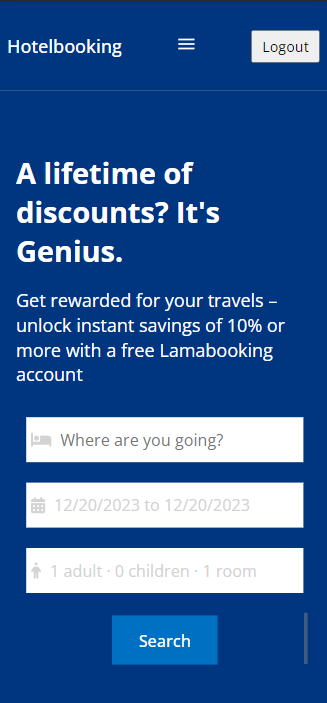 Hotelbooking
Logout
A lifetime of
discounts? It's
Genius.
Get rewarded for your travels –
unlock instant savings of 10% or
more with a free Lamabooking
account
Where are you going?
12/20/2023 to 12/20/2023
1 adult · 0 children · 1 room
Search